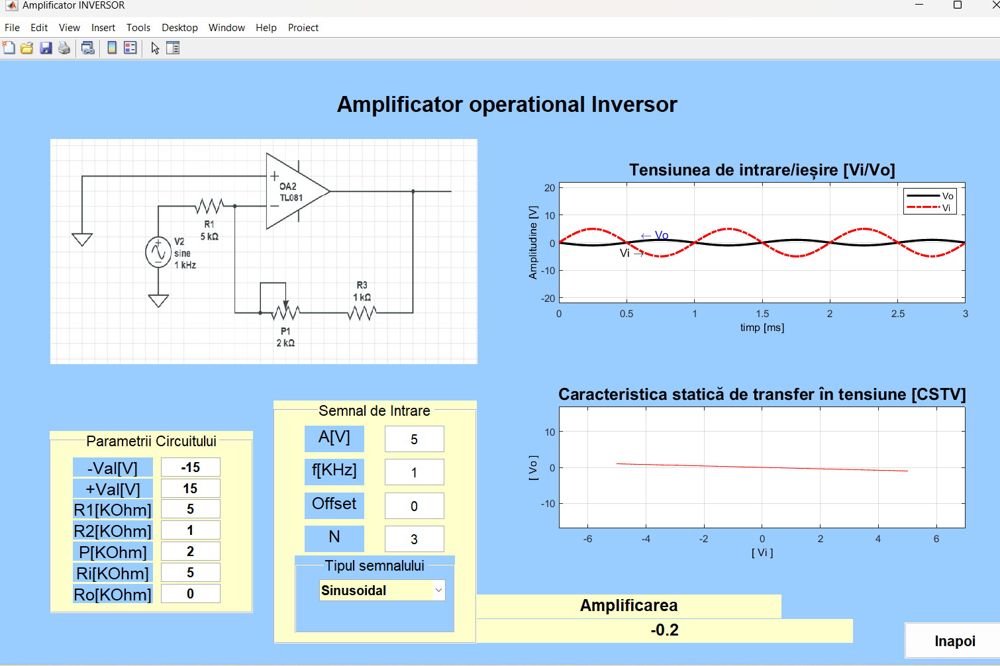 Amplificator INVERSOR
File Edit View Insert Tools Desktop Window Help Proiect
Amplificator operational Inversor
OA2
TL081
R1
5 kΩ
V2
sine
1 kHz
R3
1 kΩ
P1
2 kΩ
Tensiunea de intrare/ieșire [Vi/Vo]
Amplitudine [V]
20
10
0
-10
-20
Vo
Vi
← Vo
Vi →
0 0.5 1 1.5 2 2.5 3
timp [ms]
Caracteristica statică de transfer în tensiune [CSTV]
[ Vo ]
10
0
-10
-6 -4 -2 0 2 4 6
[ Vi ]
Parametrii Circuitului
-Val[V] -15
+Val[V] 15
R1[KOhm] 5
R2[KOhm] 1
P[KOhm] 2
Ri[KOhm] 5
Ro[KOhm] 0
Semnal de Intrare
A[V] 5
f[KHz] 1
Offset 0
N 3
Tipul semnalului
Sinusoidal
Amplificarea
-0.2
Inapoi